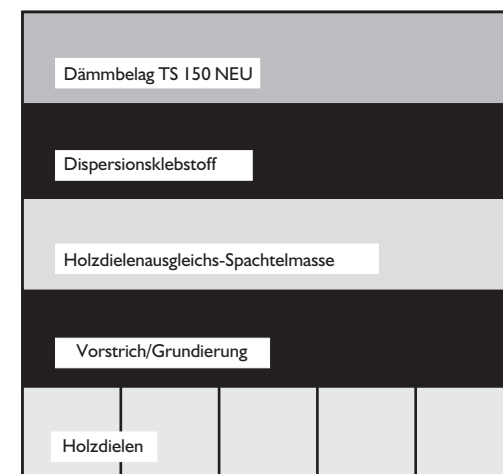 Dämmbelag TS 150 NEU
Dispersionsklebstoff
Holzdielenausgleichs-Spachtelmasse
Vorstrich/Grundierung
Holzdielen